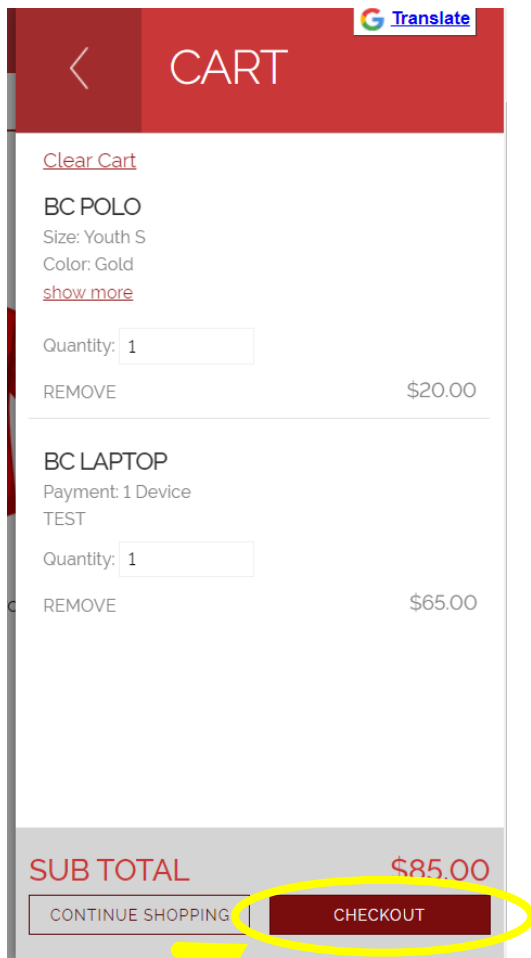 Translate
CART
Clear Cart
BC POLO
Size: Youth S
Color: Gold
show more
Quantity: 1
REMOVE $20.00
BC LAPTOP
Payment: 1 Device
TEST
Quantity: 1
REMOVE $65.00
SUB TOTAL $85.00
CONTINUE SHOPPING CHECKOUT